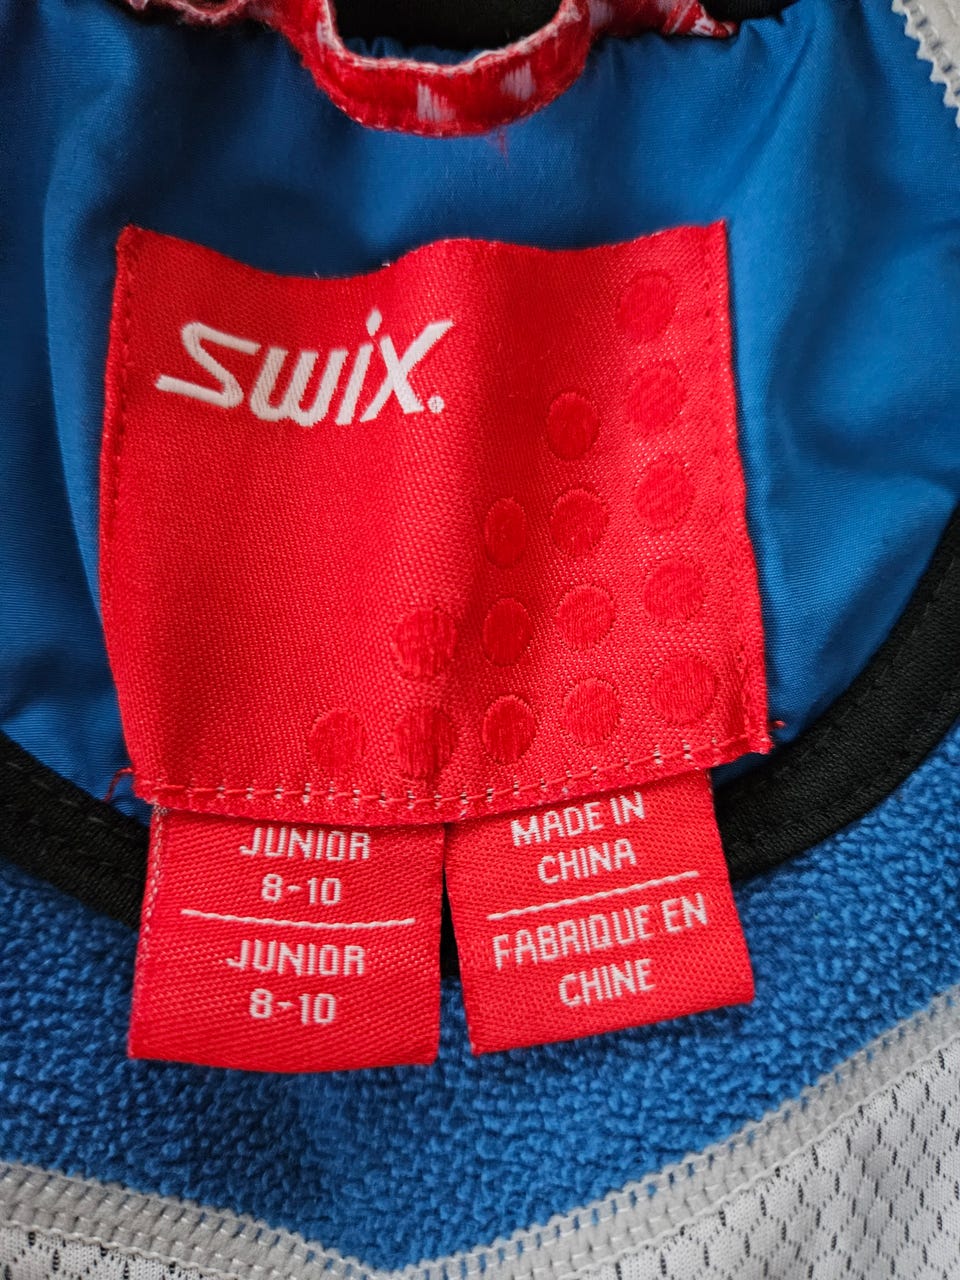 SWIX®
JUNIOR
8-10
JUNIOR
8-10
MADE IN
CHINA
FABRIQUE EN
CHINE